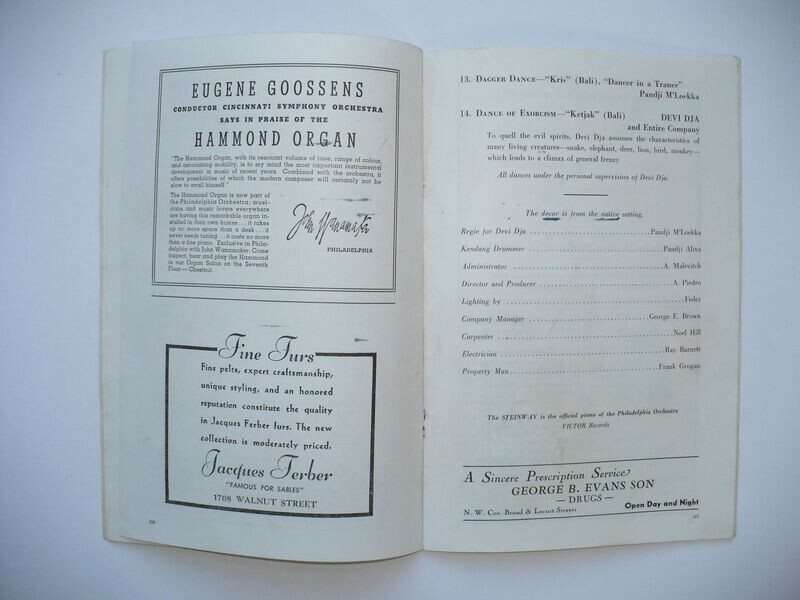 EUGENE GOOSSENS
CONDUCTOR CINCINNATI SYMPHONY ORCHESTRA
SAYS IN PRAISE OF THE
HAMMOND ORGAN
"The Hammond Organ, with its resonant volume of tone, range of colour,
and astonishing mobility, is to my mind the most important instrumental
development in music of recent years. Combined with the orchestra, it
offers possibilities of which the modern composer will certainly not be
slow to avail himself."
The Hammond Organ is now part of
the Philadelphia Orchestra; musi-
cians and music lovers everywhere
are having this remarkable organ in-
stalled in their own homes . . . it takes
up no more space than a desk . . . it
never needs tuning . . . it costs no more
than a fine piano. Exclusive in Phila-
delphia with John Wanamaker. Come
inspect, hear and play the Hammond
in our Organ Salon on the Seventh
Floor — Chestnut.
John Wanamaker
PHILADELPHIA
Fine Furs
Fine pelts, expert craftsmanship,
unique styling, and an honored
reputation constitute the quality
in Jacques Ferber furs. The new
collection is moderately priced.
Jacques Ferber
"FAMOUS FOR SABLES"
1708 WALNUT STREET
13. DAGGER DANCE—"Kris" (Bali), "Dancer in a Trance"
Pandji M'Loekka
14. DANCE OF EXORCISM—"Ketjak" (Bali) DEVI DJA
and Entire Company
To quell the evil spirits, Devi Dja assumes the characteristics of
many living creatures—snake, elephant, deer, lion, bird, monkey—
which leads to a climax of general frenzy
All dances under the personal supervision of Devi Dja.
The decor is from the native setting.
Regie for Devi Dja Pandji M'Loekka
Kendang Drummer Pandji Alixa
Administrator A. Malevitch
Director and Producer A. Piedro
Lighting by Feder
Company Manager George E. Brown
Carpenter Noel Hill
Electrician Ray Barnett
Property Man Frank Grogan
The STEINWAY is the official piano of the Philadelphia Orchestra
VICTOR Records
A Sincere Prescription Service
GEORGE B. EVANS SON
— DRUGS —
N. W. Cor. Broad & Locust Streets Open Day and Night